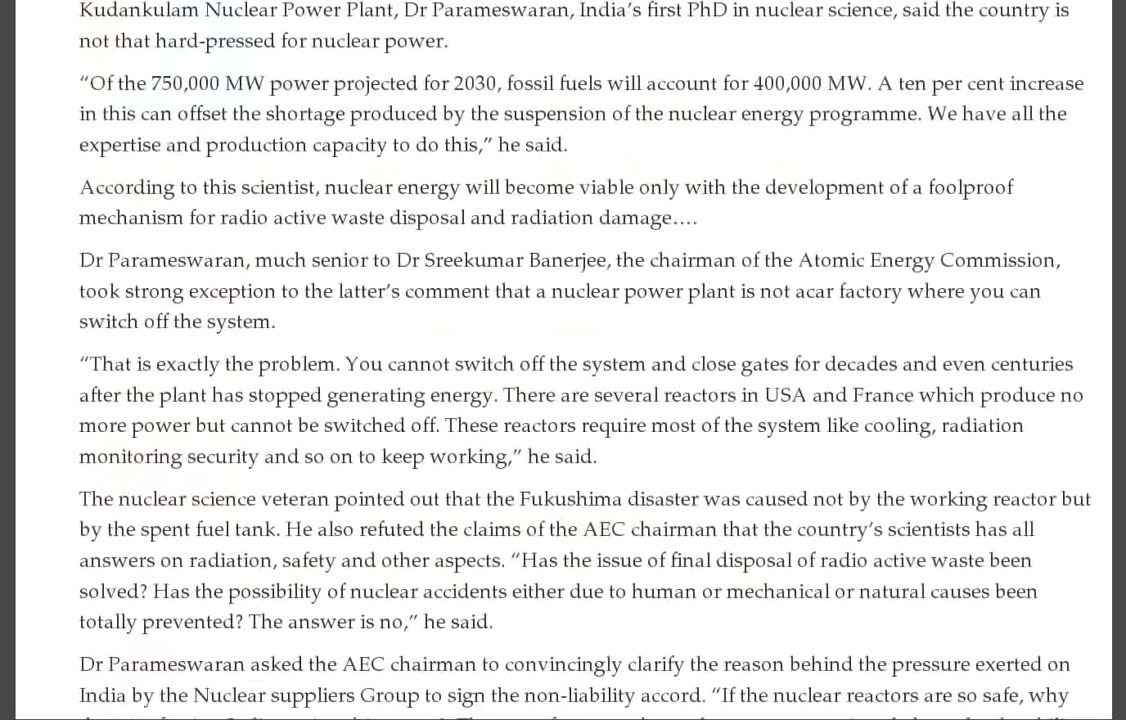 Kudankulam Nuclear Power Plant, Dr Parameswaran, India's first PhD in nuclear science, said the country is
not that hard-pressed for nuclear power.
"Of the 750,000 MW power projected for 2030, fossil fuels will account for 400,000 MW. A ten per cent increase
in this can offset the shortage produced by the suspension of the nuclear energy programme. We have all the
expertise and production capacity to do this," he said.
According to this scientist, nuclear energy will become viable only with the development of a foolproof
mechanism for radio active waste disposal and radiation damage….
Dr Parameswaran, much senior to Dr Sreekumar Banerjee, the chairman of the Atomic Energy Commission,
took strong exception to the latter's comment that a nuclear power plant is not acar factory where you can
switch off the system.
"That is exactly the problem. You cannot switch off the system and close gates for decades and even centuries
after the plant has stopped generating energy. There are several reactors in USA and France which produce no
more power but cannot be switched off. These reactors require most of the system like cooling, radiation
monitoring security and so on to keep working," he said.
The nuclear science veteran pointed out that the Fukushima disaster was caused not by the working reactor but
by the spent fuel tank. He also refuted the claims of the AEC chairman that the country's scientists has all
answers on radiation, safety and other aspects. "Has the issue of final disposal of radio active waste been
solved? Has the possibility of nuclear accidents either due to human or mechanical or natural causes been
totally prevented? The answer is no," he said.
Dr Parameswaran asked the AEC chairman to convincingly clarify the reason behind the pressure exerted on
India by the Nuclear suppliers Group to sign the non-liability accord. "If the nuclear reactors are so safe, why